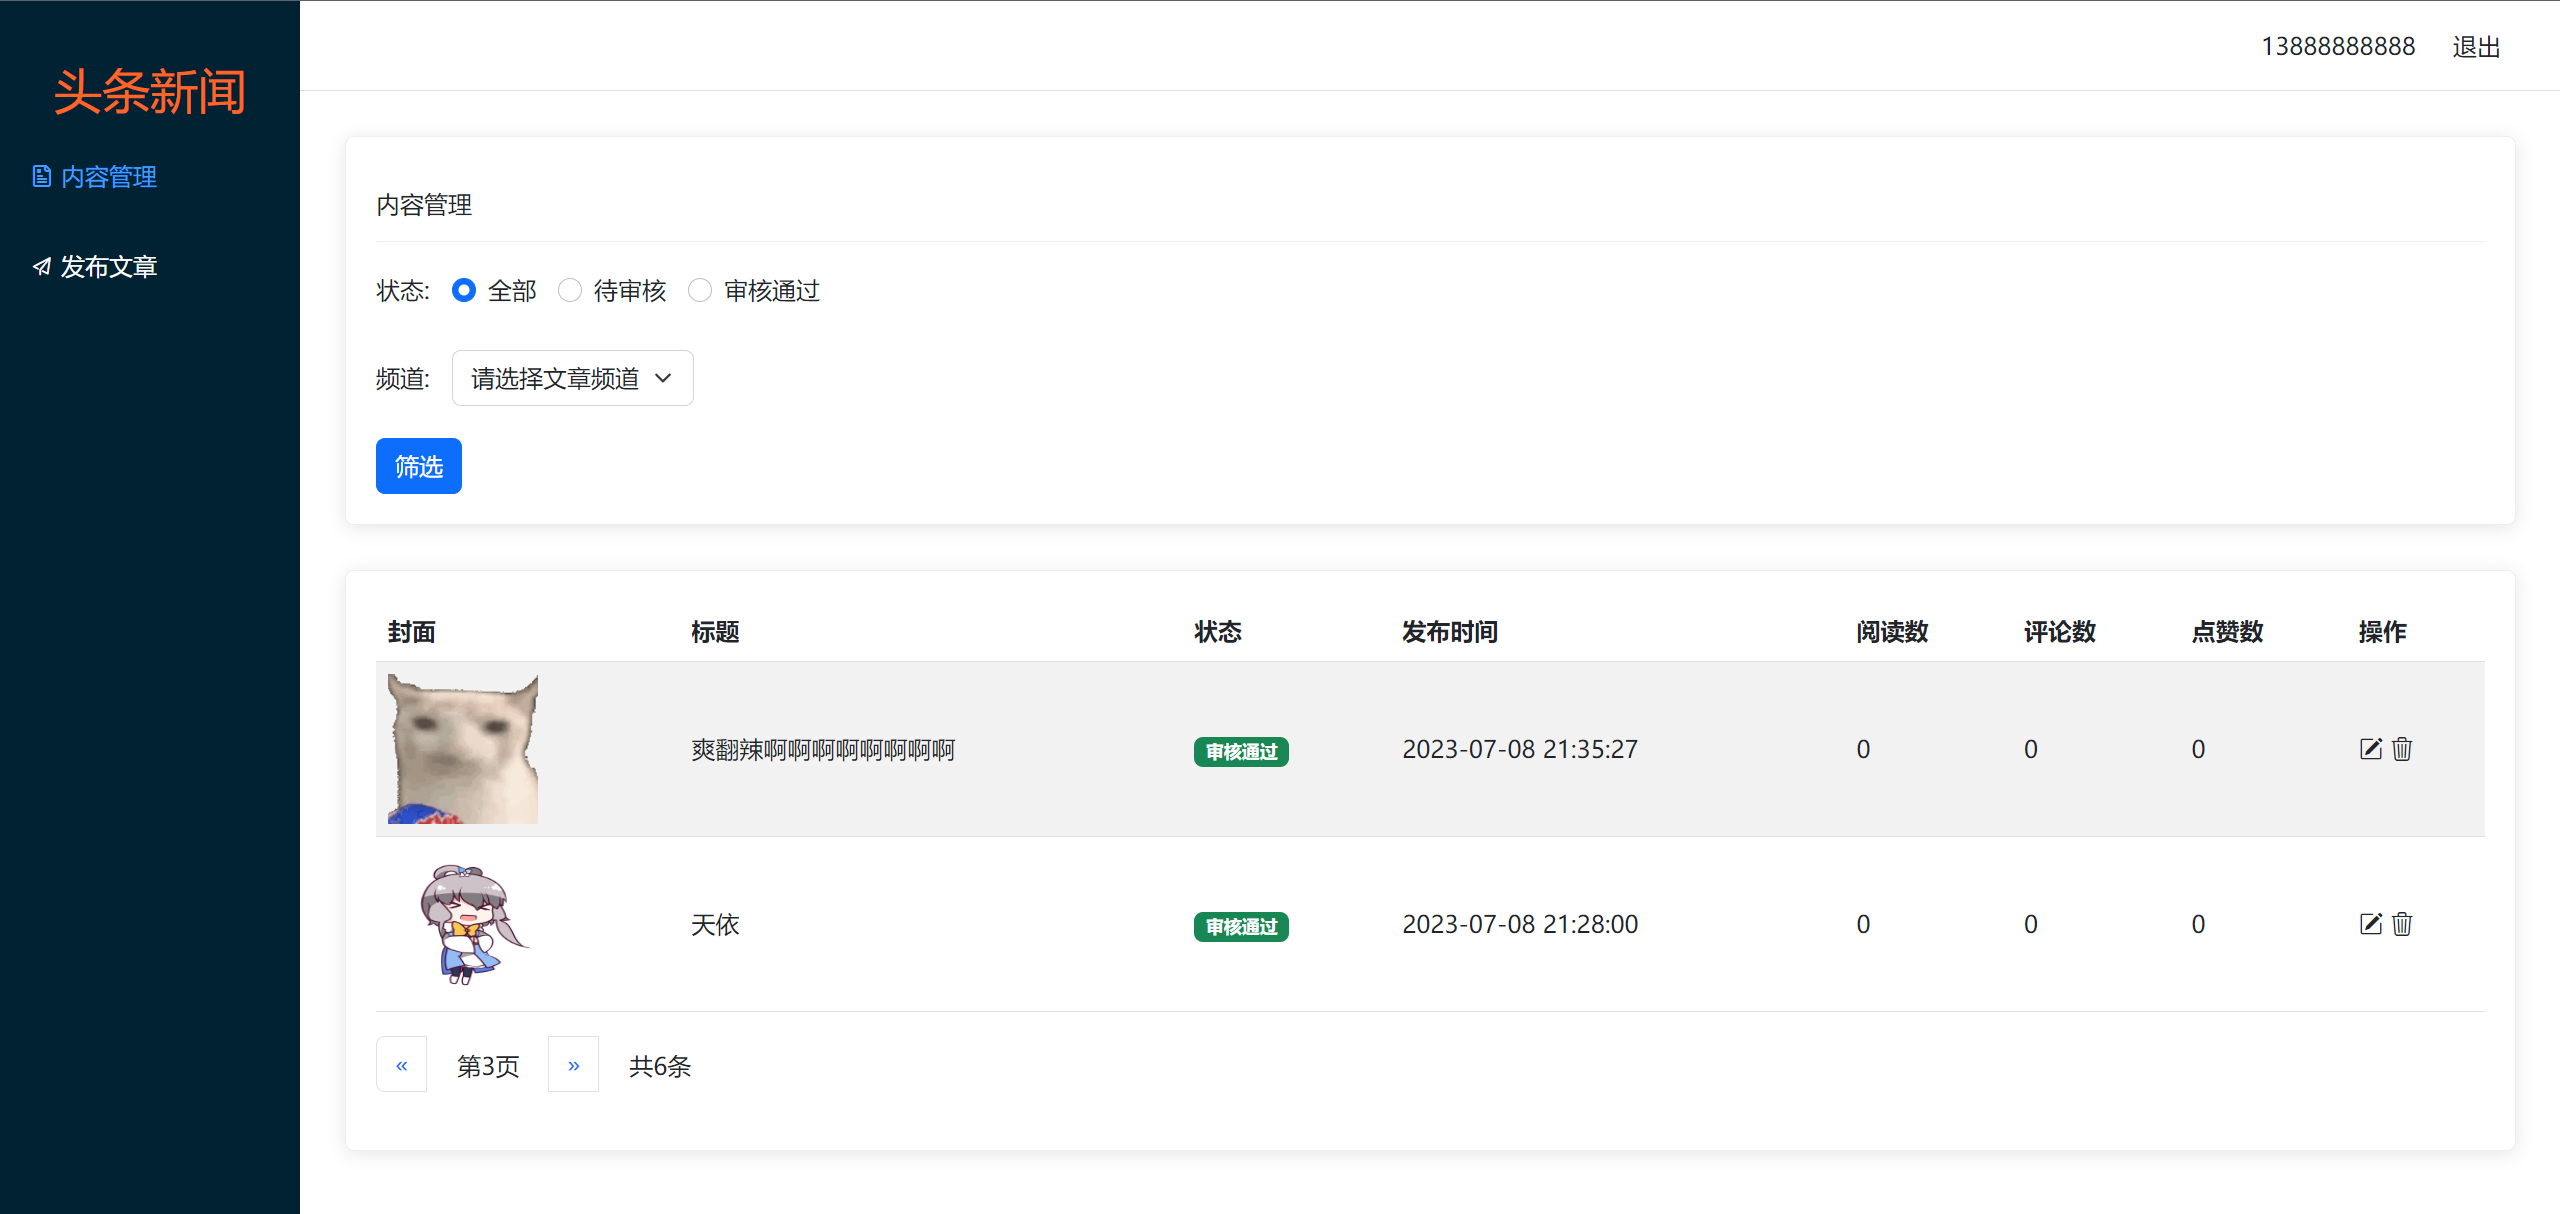 头条新闻
内容管理
发布文章
13888888888 退出
内容管理
状态: 全部 待审核 审核通过
频道: 请选择文章频道
筛选
封面 标题 状态 发布时间 阅读数 评论数 点赞数 操作
爽翻辣啊啊啊啊啊啊啊啊 审核通过 2023-07-08 21:35:27 0 0 0
天依 审核通过 2023-07-08 21:28:00 0 0 0
« 第3页 » 共6条